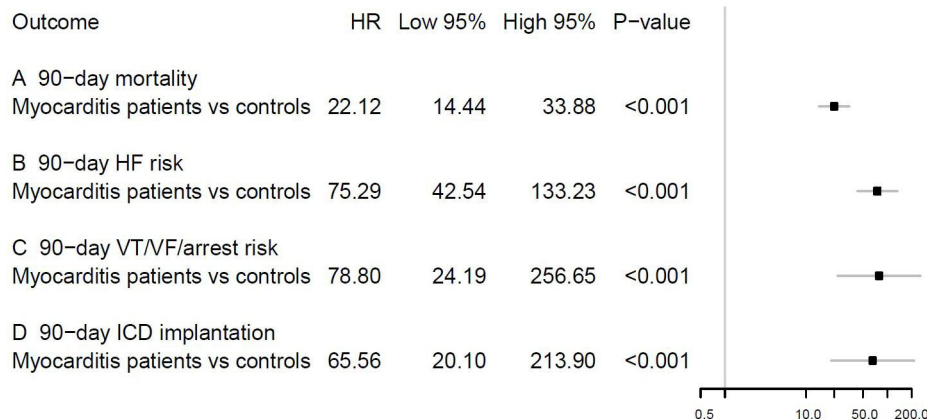 Outcome HR Low 95% High 95% P−value
A 90−day mortality
Myocarditis patients vs controls 22.12 14.44 33.88 <0.001
B 90−day HF risk
Myocarditis patients vs controls 75.29 42.54 133.23 <0.001
C 90−day VT/VF/arrest risk
Myocarditis patients vs controls 78.80 24.19 256.65 <0.001
D 90−day ICD implantation
Myocarditis patients vs controls 65.56 20.10 213.90 <0.001
0.5 10.0 50.0 200.0